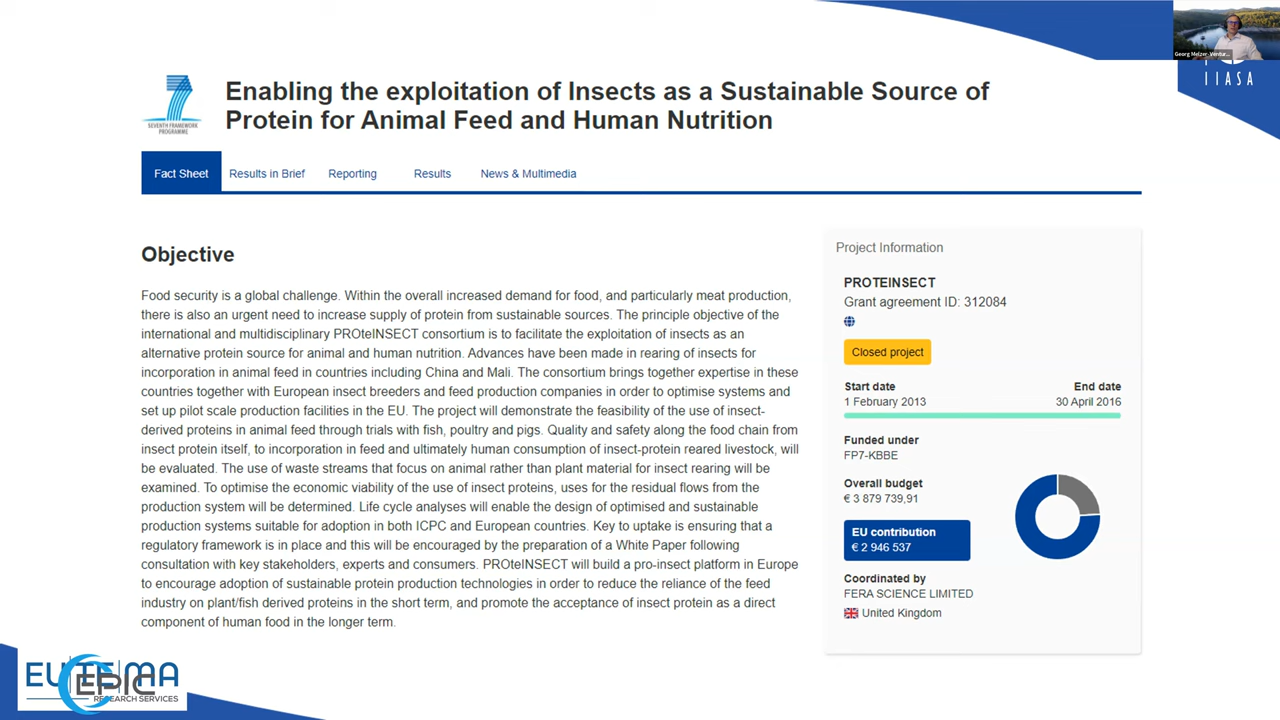 Georg Melzer-Ventur...
IIASA
SEVENTH FRAMEWORK
PROGRAMME
Enabling the exploitation of Insects as a Sustainable Source of
Protein for Animal Feed and Human Nutrition
Fact Sheet
Results in Brief
Reporting
Results
News & Multimedia
Objective
Food security is a global challenge. Within the overall increased demand for food, and particularly meat production,
there is also an urgent need to increase supply of protein from sustainable sources. The principle objective of the
international and multidisciplinary PROteINSECT consortium is to facilitate the exploitation of insects as an
alternative protein source for animal and human nutrition. Advances have been made in rearing of insects for
incorporation in animal feed in countries including China and Mali. The consortium brings together expertise in these
countries together with European insect breeders and feed production companies in order to optimise systems and
set up pilot scale production facilities in the EU. The project will demonstrate the feasibility of the use of insect-
derived proteins in animal feed through trials with fish, poultry and pigs. Quality and safety along the food chain from
insect protein itself, to incorporation in feed and ultimately human consumption of insect-protein reared livestock, will
be evaluated. The use of waste streams that focus on animal rather than plant material for insect rearing will be
examined. To optimise the economic viability of the use of insect proteins, uses for the residual flows from the
production system will be determined. Life cycle analyses will enable the design of optimised and sustainable
production systems suitable for adoption in both ICPC and European countries. Key to uptake is ensuring that a
regulatory framework is in place and this will be encouraged by the preparation of a White Paper following
consultation with key stakeholders, experts and consumers. PROteINSECT will build a pro-insect platform in Europe
to encourage adoption of sustainable protein production technologies in order to reduce the reliance of the feed
industry on plant/fish derived proteins in the short term, and promote the acceptance of insect protein as a direct
component of human food in the longer term.
Project Information
PROTEINSECT
Grant agreement ID: 312084
Closed project
Start date
1 February 2013
End date
30 April 2016
Funded under
FP7-KBBE
Overall budget
€ 3 879 739,91
EU contribution
€ 2 946 537
Coordinated by
FERA SCIENCE LIMITED
United Kingdom
EUTEMA
EPIC
RESEARCH SERVICES